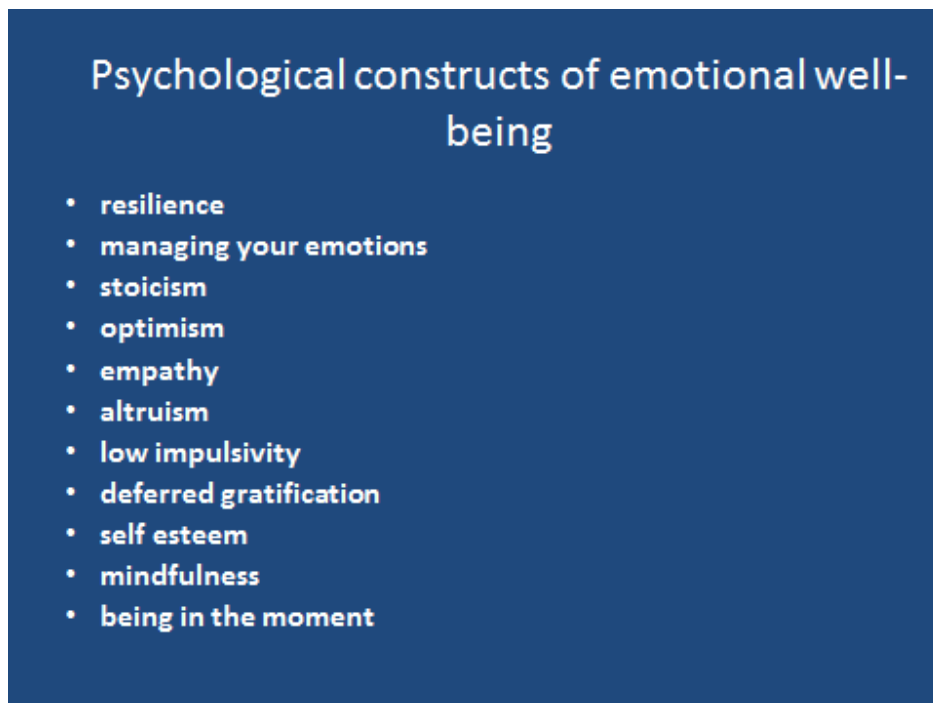 Psychological constructs of emotional well-
being
• resilience
• managing your emotions
• stoicism
• optimism
• empathy
• altruism
• low impulsivity
• deferred gratification
• self esteem
• mindfulness
• being in the moment